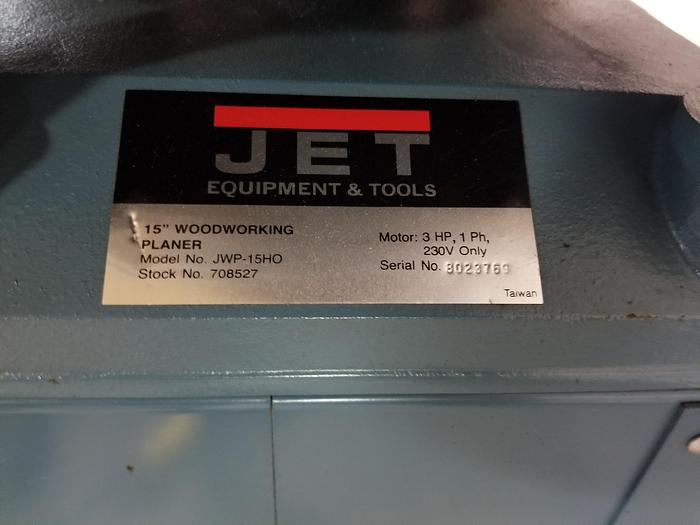 JET
EQUIPMENT & TOOLS
15" WOODWORKING
PLANER
Model No. JWP-15HO
Stock No. 708527
Motor: 3 HP, 1 Ph,
230V Only
Serial No. 8023769
Taiwan